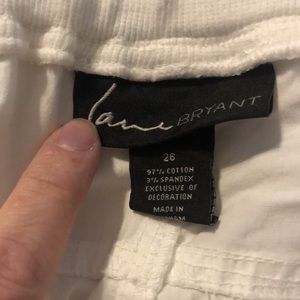 Lane BRYANT
26
97% COTTON
3% SPANDEX
EXCLUSIVE OF
DECORATION
MADE IN